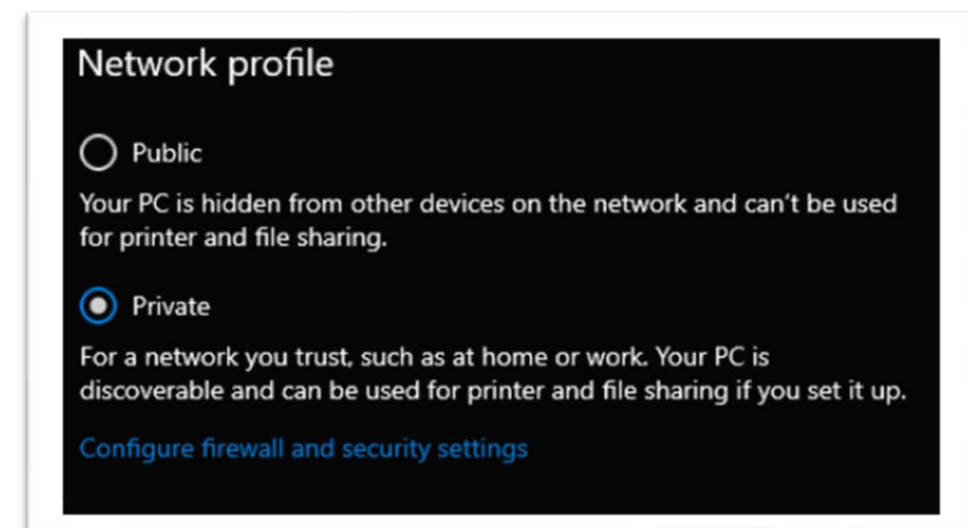 Network profile
Public
Your PC is hidden from other devices on the network and can't be used
for printer and file sharing.
Private
For a network you trust, such as at home or work. Your PC is
discoverable and can be used for printer and file sharing if you set it up.
Configure firewall and security settings